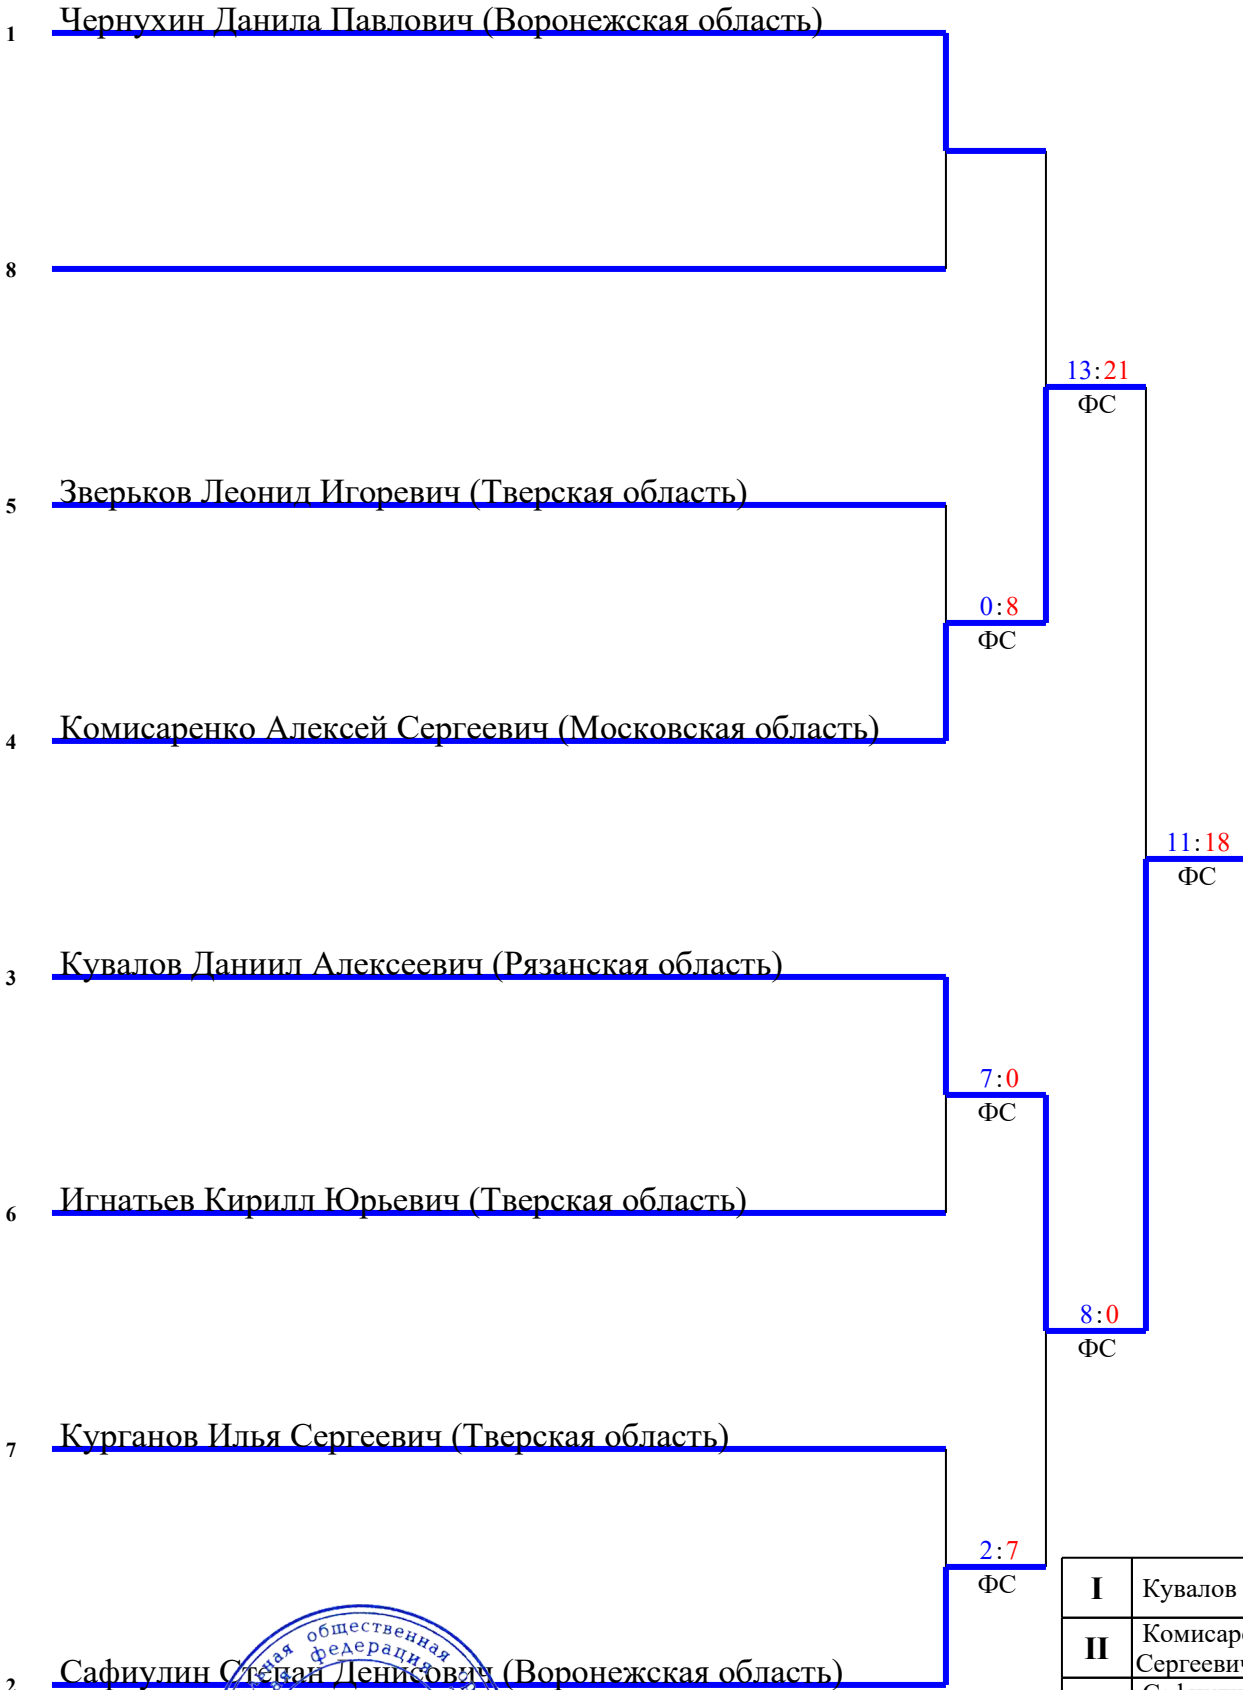 1 Чернухин Данила Павлович (Воронежская область)
8
13:21
ФС
5 Зверьков Леонид Игоревич (Тверская область)
0:8
ФС
4 Комисаренко Алексей Сергеевич (Московская область)
11:18
ФС
3 Кувалов Даниил Алексеевич (Рязанская область)
7:0
ФС
6 Игнатьев Кирилл Юрьевич (Тверская область)
8:0
ФС
7 Курганов Илья Сергеевич (Тверская область)
2:7
ФС
I Кувалов
общественная
федерация
II Комисаре
Сергеевич
2 Сафиулин Степан Денисович (Воронежская область)